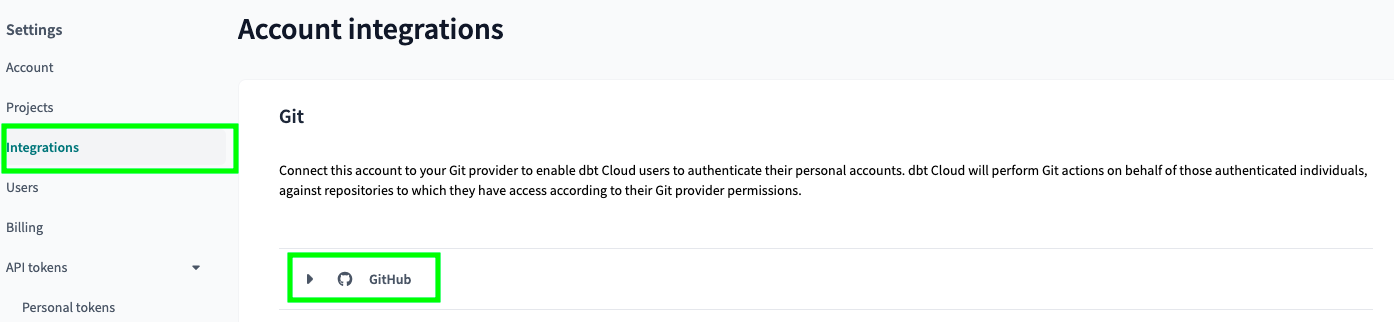 Settings
Account
Projects
Integrations
Users
Billing
API tokens
Personal tokens
Account integrations
Git
Connect this account to your Git provider to enable dbt Cloud users to authenticate their personal accounts. dbt Cloud will perform Git actions on behalf of those authenticated individuals,
against repositories to which they have access according to their Git provider permissions.
GitHub